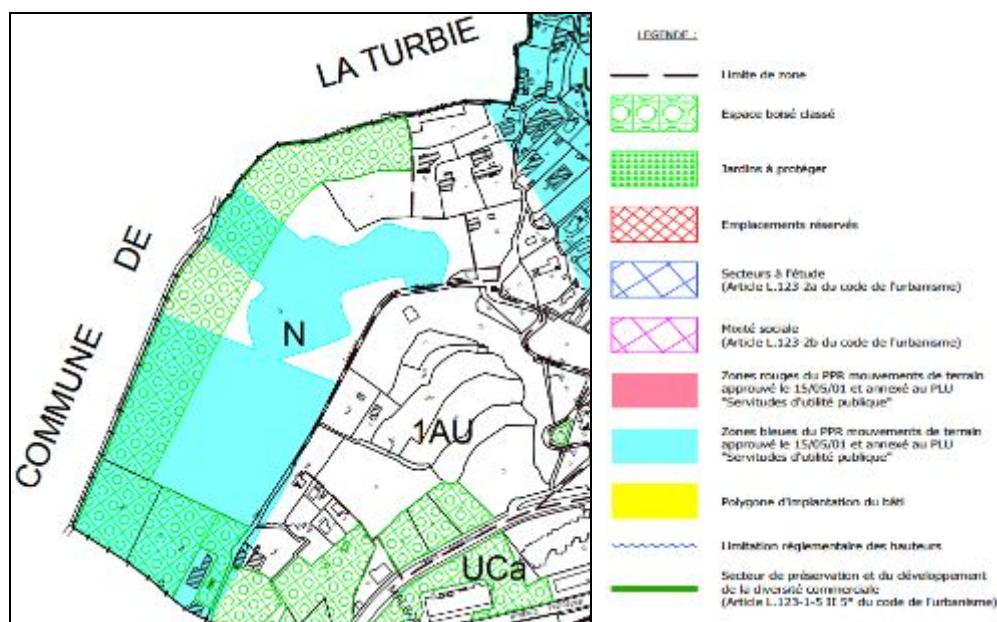 LA TURBIE
DE
COMMUNE
N
1AU
UCa
LEGENDE :
Limite de zone
Espace boisé classé
Jardins à protéger
Emplacements réservés
Secteurs à l'étude
(Article L.123-2a du code de l'urbanisme)
Mixité sociale
(Article L.123-2b du code de l'urbanisme)
Zones rouges du PPR mouvements de terrain
approuvé le 15/05/01 et annexé au PLU
"Servitudes d'utilité publique"
Zones bleues du PPR mouvements de terrain
approuvé le 15/05/01 et annexé au PLU
"Servitudes d'utilité publique"
Polygone d'implantation du bâti
Limitation règlementaire des hauteurs
Secteur de préservation et du développement
de la diversité commerciale
(Article L.123-1-5 II 5° du code de l'urbanisme)